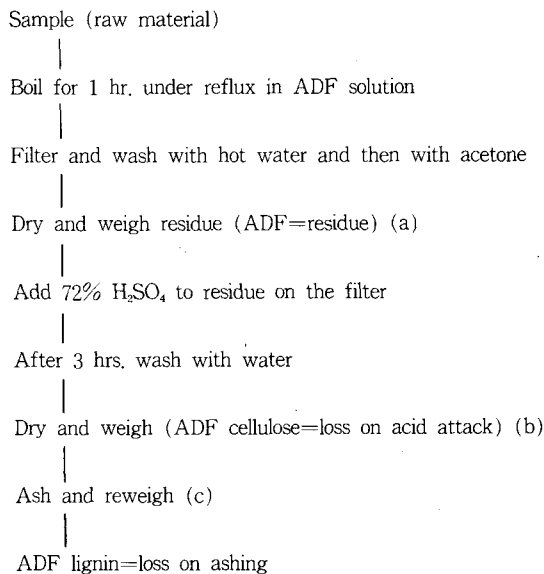 Sample (raw material)
Boil for 1 hr. under reflux in ADF solution
Filter and wash with hot water and then with acetone
Dry and weigh residue (ADF=residue) (a)
Add 72% H₂SO₄ to residue on the filter
After 3 hrs. wash with water
Dry and weigh (ADF cellulose=loss on acid attack) (b)
Ash and reweigh (c)
ADF lignin=loss on ashing